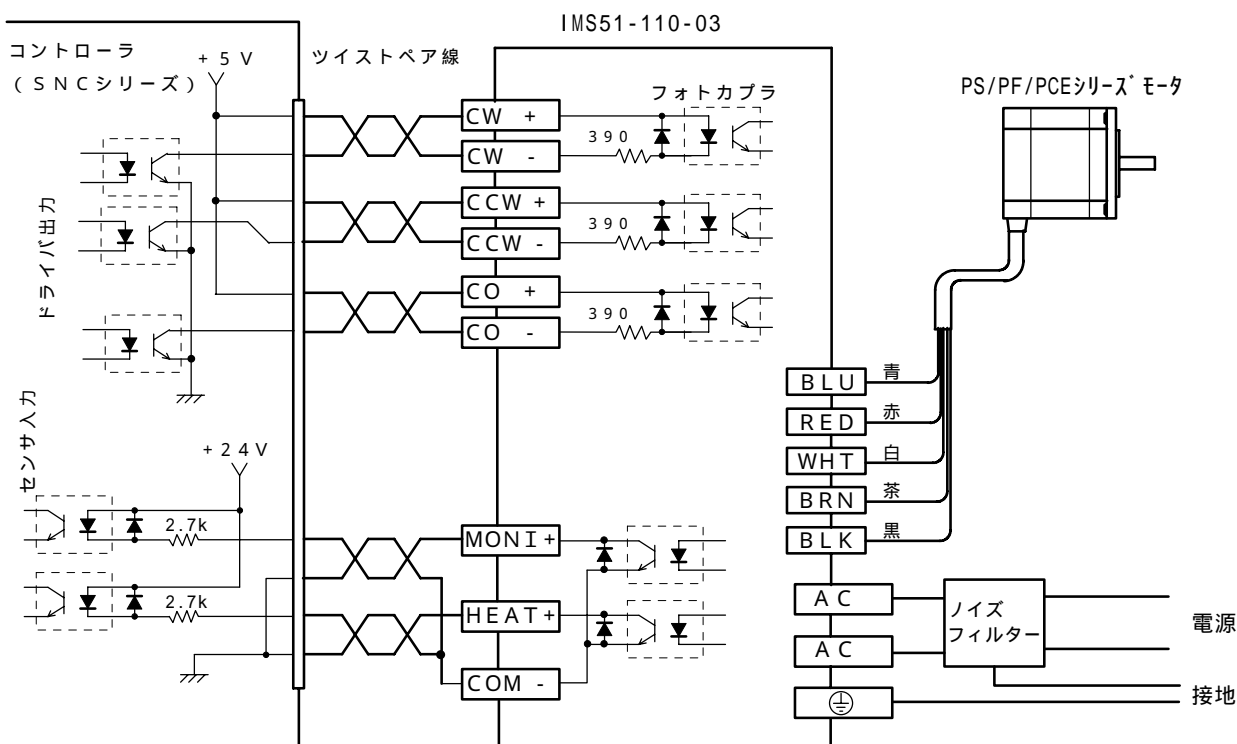 IMS51-110-03
コントローラ
(SNCシリーズ)
+5V
ツイストペア線
フォトカプラ
PS/PF/PCEシリーズモータ
CW +
390
CW -
CCW +
390
CCW -
CO +
390
CO -
ドライバ出力
BLU
青
RED
赤
WHT
白
BRN
茶
BLK
黒
センサ入力
+24V
2.7k
MONI+
2.7k
HEAT+
COM -
AC
AC
ノイズ
フィルター
電源
接地